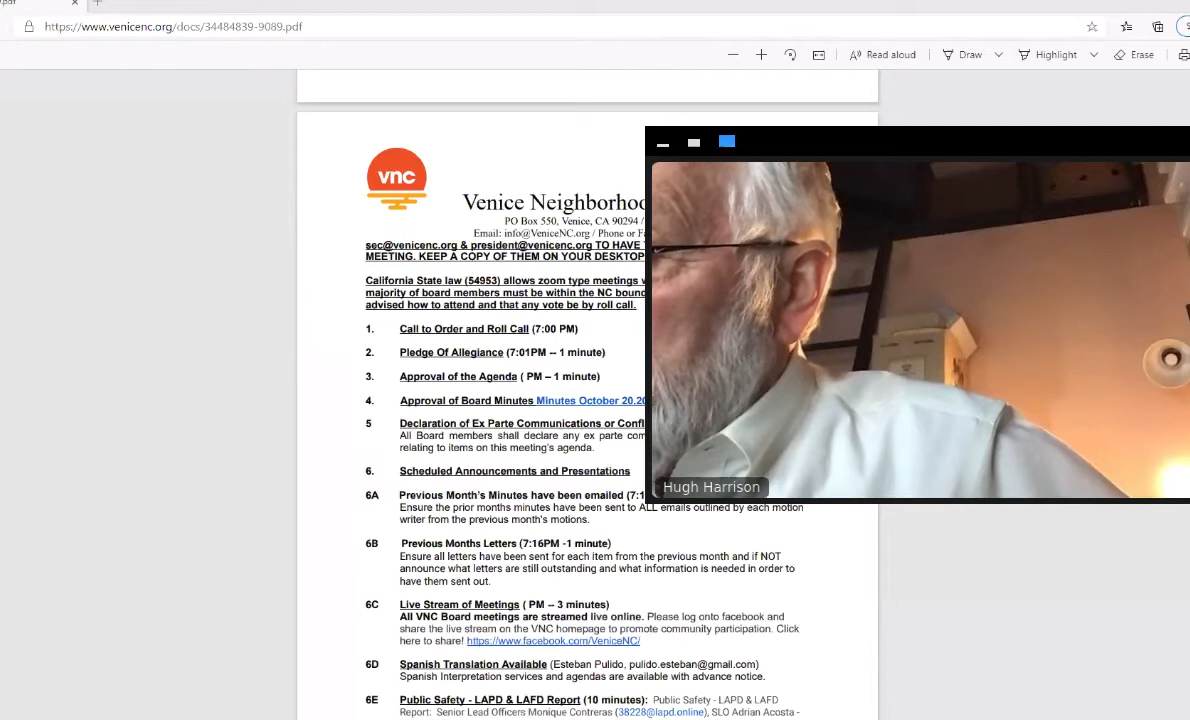 https://www.venicenc.org/docs/34484839-9089.pdf
Read aloud Draw Highlight Erase
vnc
Venice Neighborhoo
PO Box 550, Venice, CA 90294 /
Email: info@VeniceNC.org / Phone or Fa
sec@venicenc.org & president@venicenc.org TO HAVE
MEETING. KEEP A COPY OF THEM ON YOUR DESKTOP
California State law (54953) allows zoom type meetings
majority of board members must be within the NC bound
advised how to attend and that any vote be by roll call.
1. Call to Order and Roll Call (7:00 PM)
2. Pledge Of Allegiance (7:01PM -- 1 minute)
3. Approval of the Agenda ( PM – 1 minute)
4. Approval of Board Minutes Minutes October 20.20
5 Declaration of Ex Parte Communications or Confl
All Board members shall declare any ex parte com
relating to items on this meeting's agenda.
6. Scheduled Announcements and Presentations
6A Previous Month's Minutes have been emailed (7:1
Ensure the prior months minutes have been sent to ALL emails outlined by each motion
writer from the previous month's motions.
6B Previous Months Letters (7:16PM -1 minute)
Ensure all letters have been sent for each item from the previous month and if NOT
announce what letters are still outstanding and what information is needed in order to
have them sent out.
6C Live Stream of Meetings ( PM -- 3 minutes)
All VNC Board meetings are streamed live online. Please log onto facebook and
share the live stream on the VNC homepage to promote community participation. Click
here to share! https://www.facebook.com/VeniceNC/
6D Spanish Translation Available (Esteban Pulido, pulido.esteban@gmail.com)
Spanish Interpretation services and agendas are available with advance notice.
6E Public Safety - LAPD & LAFD Report (10 minutes): Public Safety - LAPD & LAFD
Report: Senior Lead Officers Monique Contreras (38228@lapd.online), SLO Adrian Acosta -
Hugh Harrison